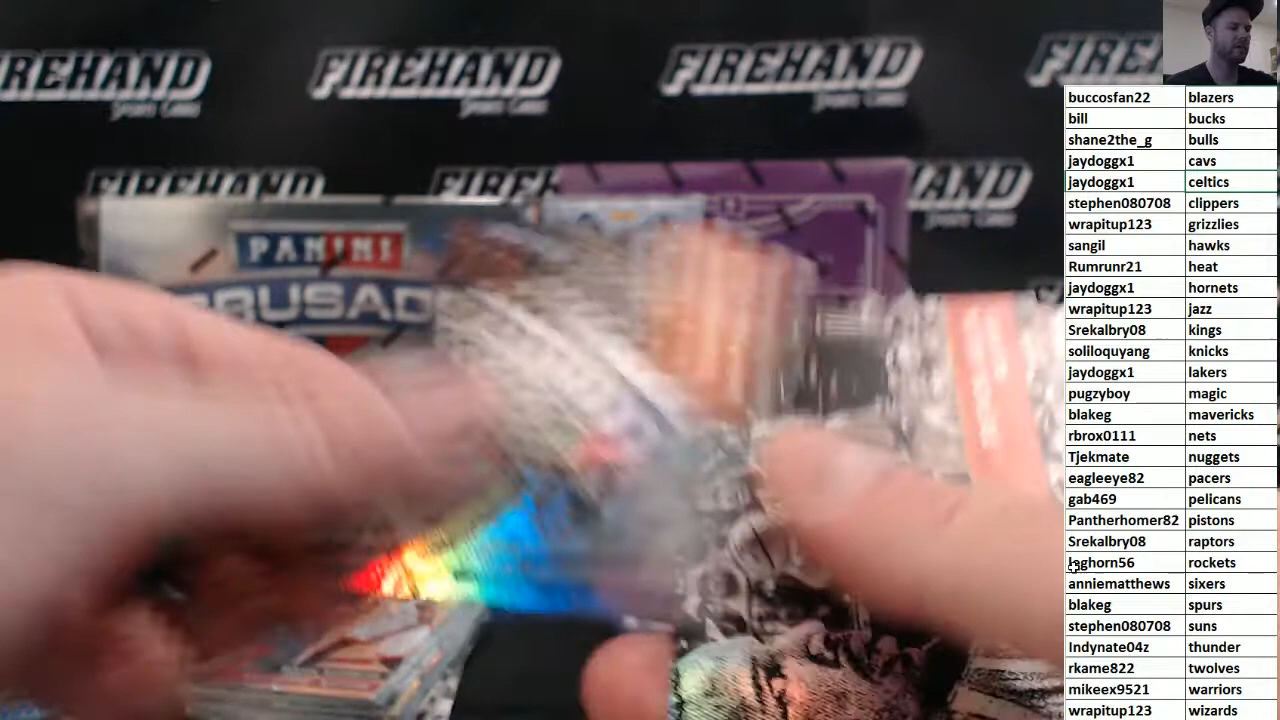 FIREHAND FIREHAND FIREHAND
FIREHAND
PANINI
CRUSAD
buccosfan22 blazers
bill bucks
shane2the_g bulls
jaydoggx1 cavs
jaydoggx1 celtics
stephen080708 clippers
wrapitup123 grizzlies
sangil hawks
Rumrunr21 heat
jaydoggx1 hornets
wrapitup123 jazz
Srekalbry08 kings
soliloquyang knicks
jaydoggx1 lakers
pugzyboy magic
blakeg mavericks
rbrox0111 nets
Tjekmate nuggets
eagleeye82 pacers
gab469 pelicans
Pantherhomer82 pistons
Srekalbry08 raptors
leghorn56 rockets
anniematthews sixers
blakeg spurs
stephen080708 suns
Indynate04z thunder
rkame822 twolves
mikeex9521 warriors
wrapitup123 wizards